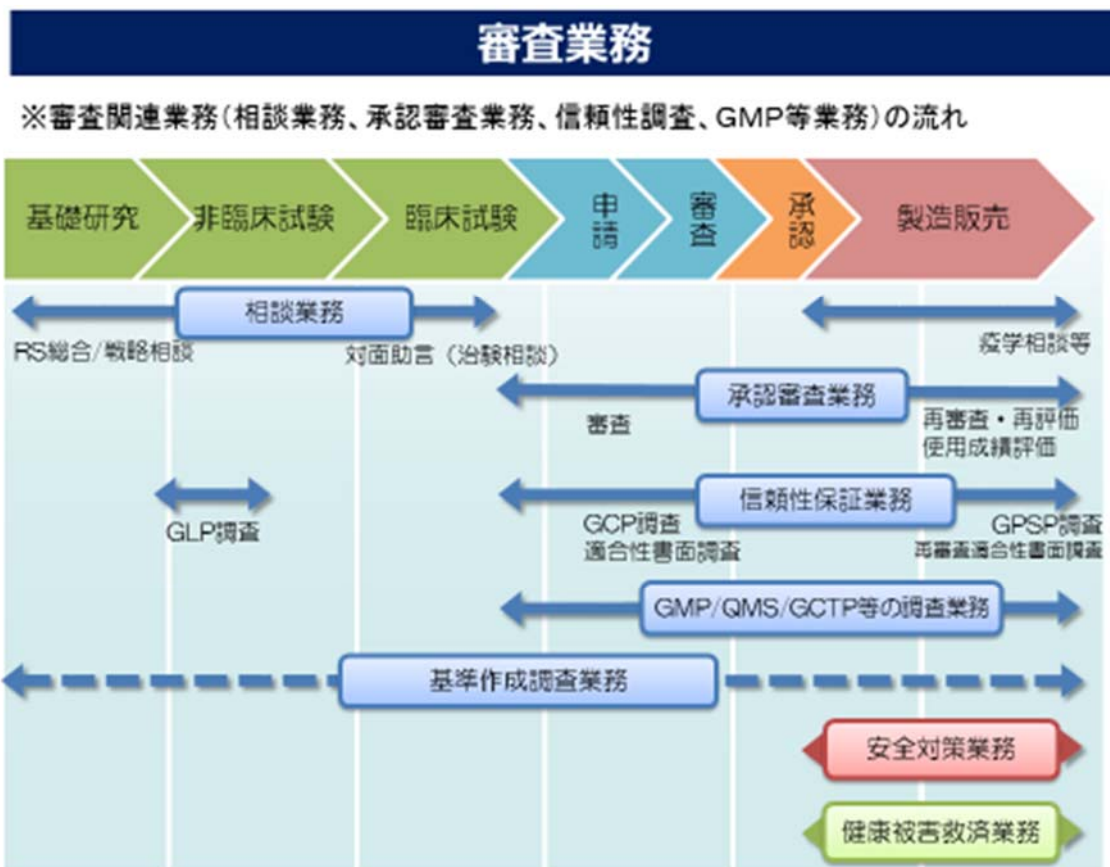 審査業務
※審査関連業務(相談業務、承認審査業務、信頼性調査、GMP等業務)の流れ
基礎研究
非臨床試験
臨床試験
申請
審査
承認
製造販売
相談業務
RS総合/戦略相談
対面助言（治験相談）
疫学相談等
承認審査業務
審査
再審査・再評価
使用成績評価
信頼性保証業務
GLP調査
GCP調査
適合性書面調査
GPSP調査
再審査適合性書面調査
GMP/QMS/GCTP等の調査業務
基準作成調査業務
安全対策業務
健康被害救済業務